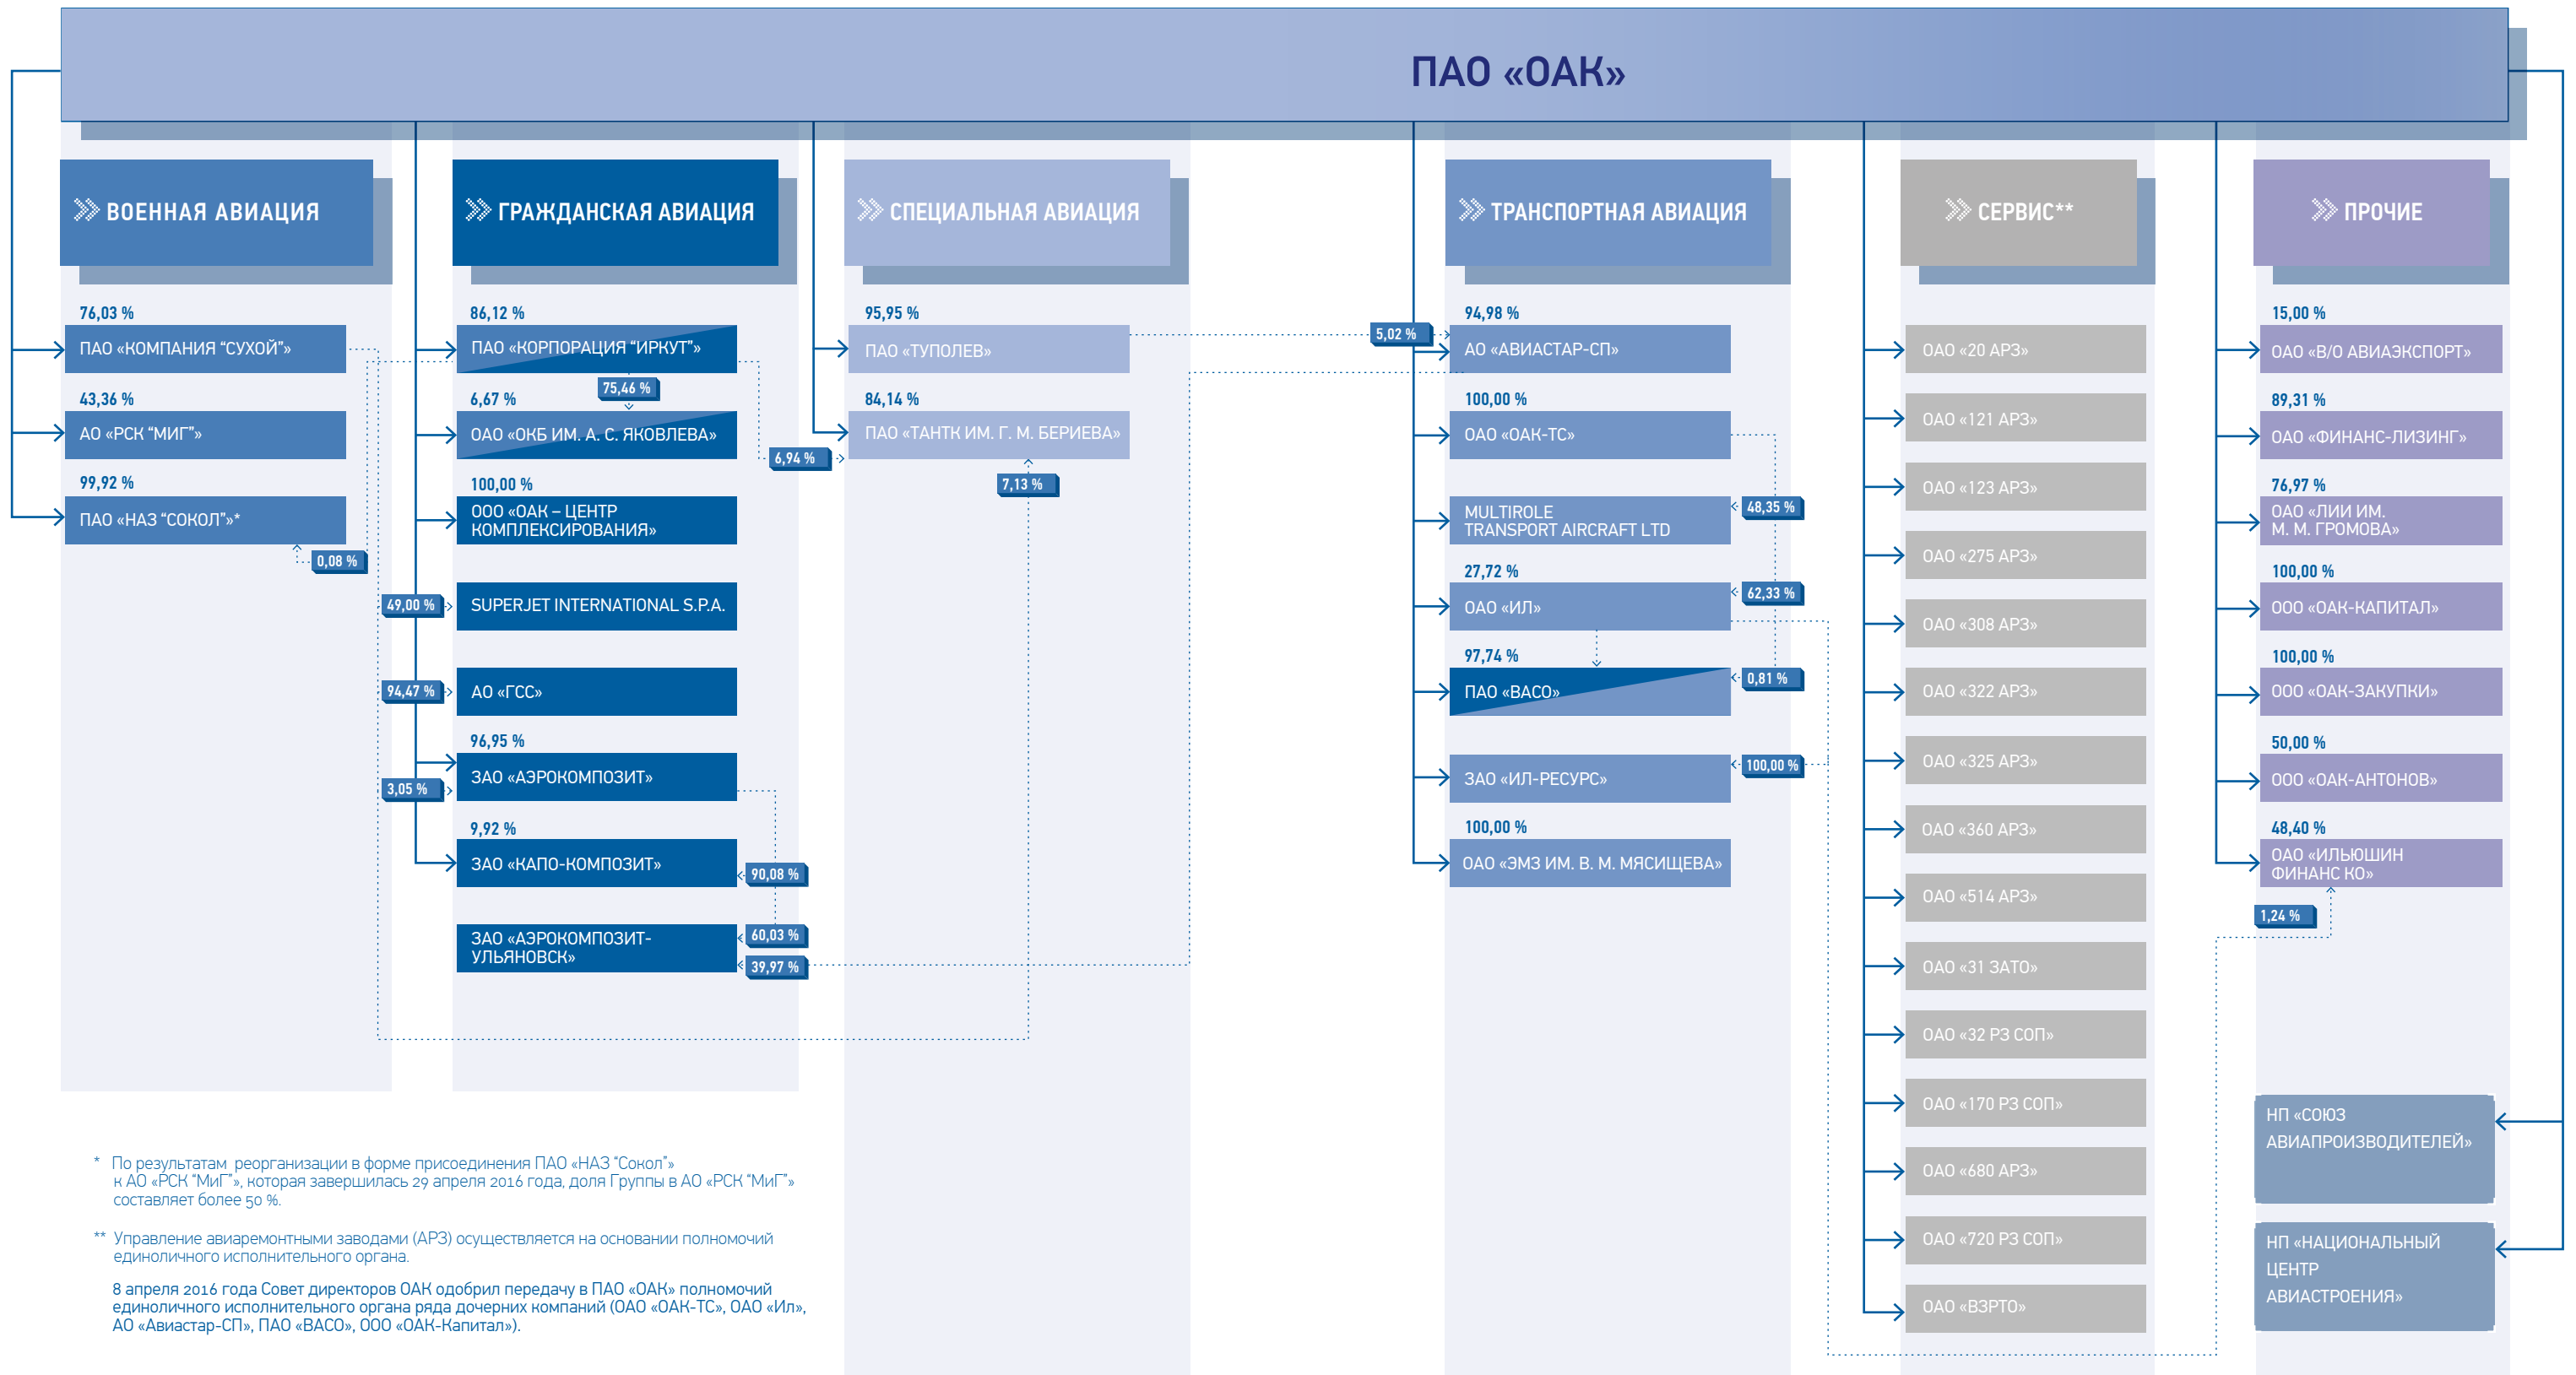 ПАО «ОАК»
ВОЕННАЯ АВИАЦИЯ
76,03 %
ПАО «КОМПАНИЯ “СУХОЙ”»
43,36 %
АО «РСК “МИГ”»
99,92 %
ПАО «НАЗ “СОКОЛ”»*
0,08 %
ГРАЖДАНСКАЯ АВИАЦИЯ
86,12 %
ПАО «КОРПОРАЦИЯ “ИРКУТ”»
75,46 %
6,67 %
ОАО «ОКБ ИМ. А. С. ЯКОВЛЕВА»
6,94 %
100,00 %
ООО «ОАК – ЦЕНТР
КОМПЛЕКСИРОВАНИЯ»
49,00 %
SUPERJET INTERNATIONAL S.P.A.
94,47 %
АО «ГСС»
96,95 %
ЗАО «АЭРОКОМПОЗИТ»
3,05 %
9,92 %
ЗАО «КАПО-КОМПОЗИТ»
90,08 %
ЗАО «АЭРОКОМПОЗИТ-
УЛЬЯНОВСК»
60,03 %
39,97 %
СПЕЦИАЛЬНАЯ АВИАЦИЯ
95,95 %
ПАО «ТУПОЛЕВ»
84,14 %
ПАО «ТАНТК ИМ. Г. М. БЕРИЕВА»
7,13 %
ТРАНСПОРТНАЯ АВИАЦИЯ
5,02 %
94,98 %
АО «АВИАСТАР-СП»
100,00 %
ОАО «ОАК-ТС»
MULTIROLE
TRANSPORT AIRCRAFT LTD
48,35 %
27,72 %
ОАО «ИЛ»
62,33 %
97,74 %
ПАО «ВАСО»
0,81 %
ЗАО «ИЛ-РЕСУРС»
100,00 %
100,00 %
ОАО «ЭМЗ ИМ. В. М. МЯСИЩЕВА»
СЕРВИС**
ОАО «20 АРЗ»
ОАО «121 АРЗ»
ОАО «123 АРЗ»
ОАО «275 АРЗ»
ОАО «308 АРЗ»
ОАО «322 АРЗ»
ОАО «325 АРЗ»
ОАО «360 АРЗ»
ОАО «514 АРЗ»
ОАО «31 ЗАТО»
ОАО «32 РЗ СОП»
ОАО «170 РЗ СОП»
ОАО «680 АРЗ»
ОАО «720 РЗ СОП»
ОАО «ВЗРТО»
ПРОЧИЕ
15,00 %
ОАО «В/О АВИАЭКСПОРТ»
89,31 %
ОАО «ФИНАНС-ЛИЗИНГ»
76,97 %
ОАО «ЛИИ ИМ.
М. М. ГРОМОВА»
100,00 %
ООО «ОАК-КАПИТАЛ»
100,00 %
ООО «ОАК-ЗАКУПКИ»
50,00 %
ООО «ОАК-АНТОНОВ»
48,40 %
ОАО «ИЛЬЮШИН
ФИНАНС КО»
1,24 %
НП «СОЮЗ
АВИАПРОИЗВОДИТЕЛЕЙ»
НП «НАЦИОНАЛЬНЫЙ
ЦЕНТР
АВИАСТРОЕНИЯ»
* По результатам реорганизации в форме присоединения ПАО «НАЗ “Сокол”»
к АО «РСК “МиГ”», которая завершилась 29 апреля 2016 года, доля Группы в АО «РСК “МиГ”»
составляет более 50 %.
** Управление авиаремонтными заводами (АРЗ) осуществляется на основании полномочий
единоличного исполнительного органа.
8 апреля 2016 года Совет директоров ОАК одобрил передачу в ПАО «ОАК» полномочий
единоличного исполнительного органа ряда дочерних компаний (ОАО «ОАК-ТС», ОАО «Ил»,
АО «Авиастар-СП», ПАО «ВАСО», ООО «ОАК-Капитал»).